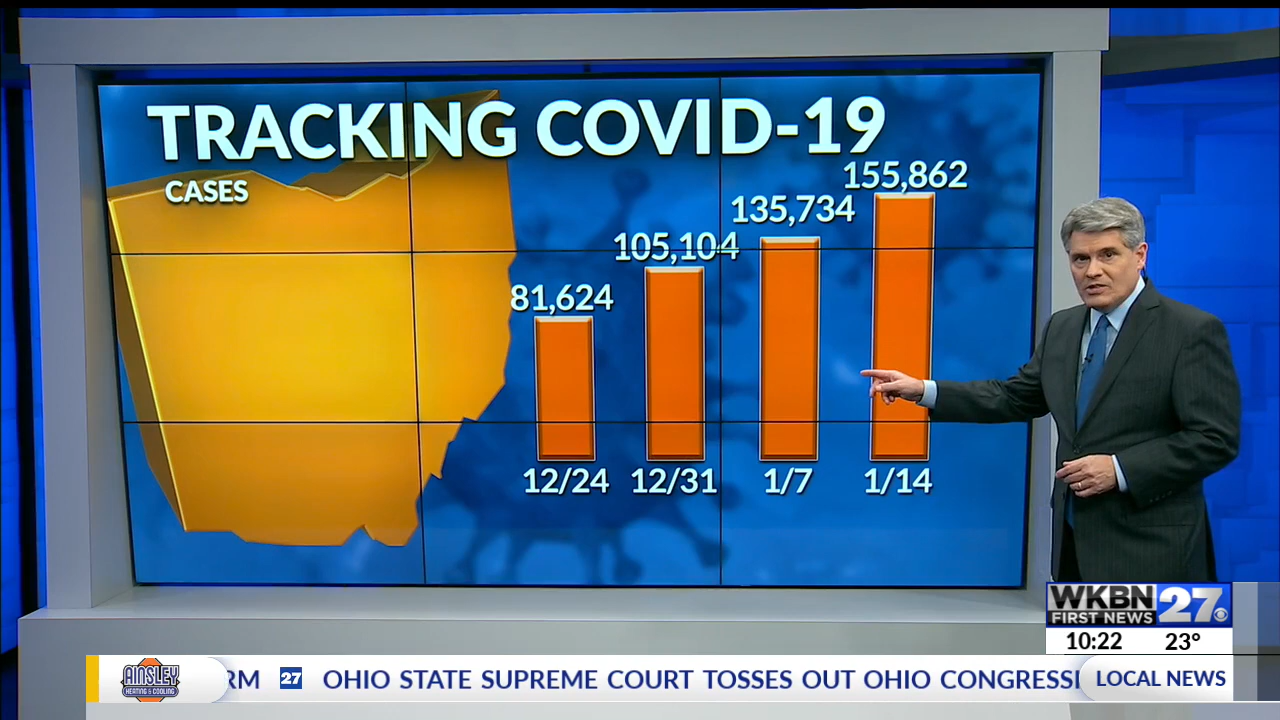 TRACKING COVID-19
CASES
81,624
105,104
135,734
155,862
12/24
12/31
1/7
1/14
WKBN 27
FIRST NEWS
10:22 23°
AINSLEY
HEATING & COOLING
RM 27 OHIO STATE SUPREME COURT TOSSES OUT OHIO CONGRESSI
LOCAL NEWS